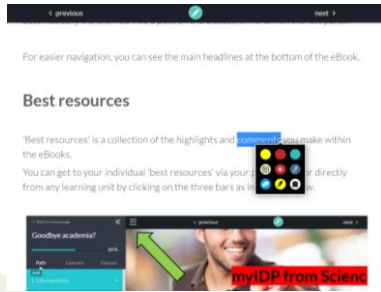 < previous
next >
For easier navigation, you can see the main headlines at the bottom of the eBook.
Best resources
'Best resources' is a collection of the highlights and comments you make within
the eBooks.
You can get to your individual 'best resources' via your or directly
from any learning unit by clicking on the three bars as in
Goodbye academia?
Path
< previous
next >
myIDP from Scienc